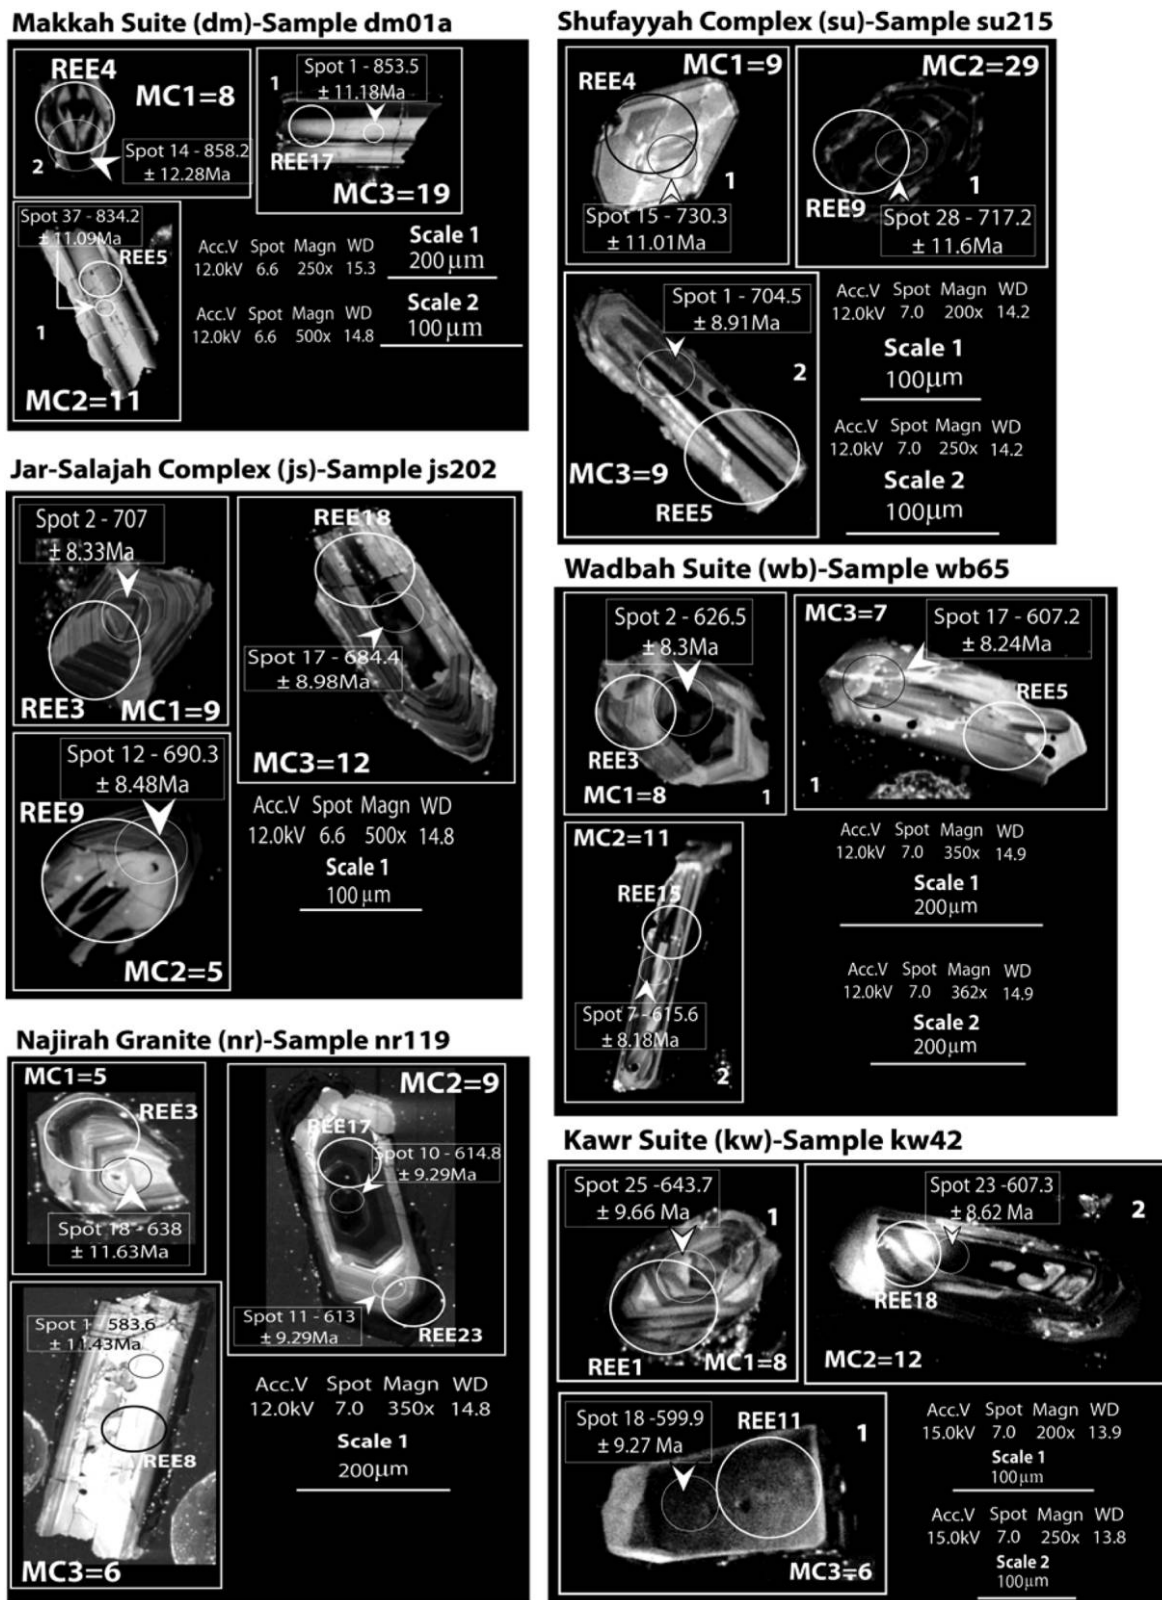 Makkah Suite (dm)-Sample dm01a
REE4
MC1=8
2
Spot 14 - 858.2
± 12.28Ma
Spot 1 - 853.5
± 11.18Ma
1
REE17
MC3=19
Spot 37 - 834.2
± 11.09Ma
REE5
1
MC2=11
Acc.V Spot Magn WD
12.0kV 6.6 250x 15.3
Scale 1
200 µm
Acc.V Spot Magn WD
12.0kV 6.6 500x 14.8
Scale 2
100 µm
Shufayyah Complex (su)-Sample su215
MC1=9
REE4
1
Spot 15 - 730.3
± 11.01Ma
MC2=29
REE9
1
Spot 28 - 717.2
± 11.6Ma
Spot 1 - 704.5
± 8.91Ma
2
MC3=9
REE5
Acc.V Spot Magn WD
12.0kV 7.0 200x 14.2
Scale 1
100µm
Acc.V Spot Magn WD
12.0kV 7.0 250x 14.2
Scale 2
100µm
Jar-Salajah Complex (js)-Sample js202
Spot 2 - 707
± 8.33Ma
REE3
MC1=9
REE18
Spot 17 - 684.4
± 8.98Ma
MC3=12
Spot 12 - 690.3
± 8.48Ma
REE9
MC2=5
Acc.V Spot Magn WD
12.0kV 6.6 500x 14.8
Scale 1
100 µm
Wadbah Suite (wb)-Sample wb65
Spot 2 - 626.5
± 8.3Ma
REE3
MC1=8
1
MC3=7
Spot 17 - 607.2
± 8.24Ma
REE5
1
MC2=11
REE15
Spot 7 - 615.6
± 8.18Ma
2
Acc.V Spot Magn WD
12.0kV 7.0 350x 14.9
Scale 1
200µm
Acc.V Spot Magn WD
12.0kV 7.0 362x 14.9
Scale 2
200µm
Najirah Granite (nr)-Sample nr119
MC1=5
REE3
Spot 18 - 638
± 11.63Ma
MC2=9
REE17
Spot 10 - 614.8
± 9.29Ma
Spot 11 - 613
± 9.29Ma
REE23
Spot 1 - 583.6
± 11.43Ma
REE8
MC3=6
Acc.V Spot Magn WD
12.0kV 7.0 350x 14.8
Scale 1
200µm
Kawr Suite (kw)-Sample kw42
Spot 25 -643.7
± 9.66 Ma
1
REE1
MC1=8
Spot 23 -607.3
± 8.62 Ma
2
REE18
MC2=12
Spot 18 -599.9
± 9.27 Ma
REE11
1
MC3=6
Acc.V Spot Magn WD
15.0kV 7.0 200x 13.9
Scale 1
100µm
Acc.V Spot Magn WD
15.0kV 7.0 250x 13.8
Scale 2
100µm